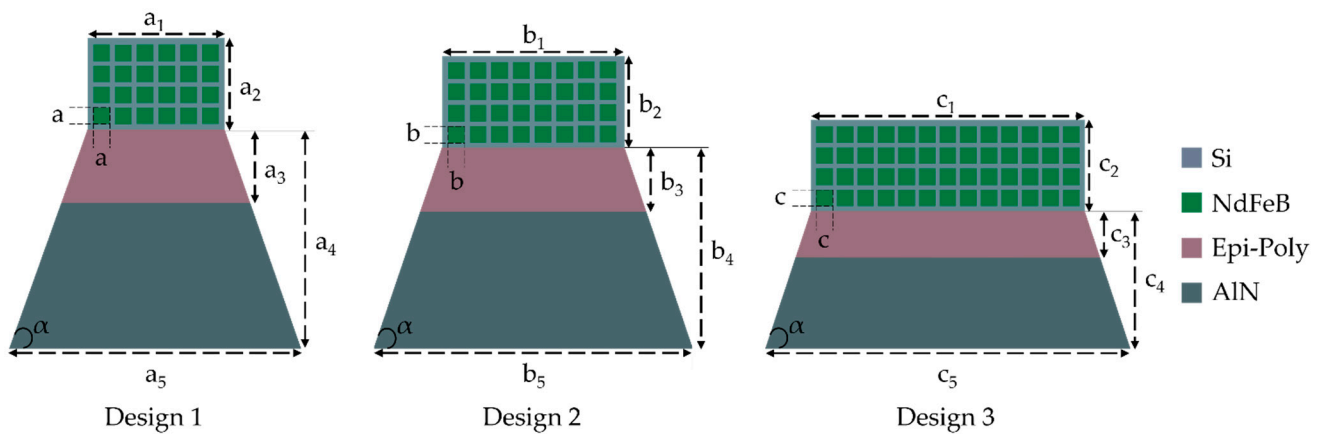 a₁
a₂
a
a
a₃
a₄
α
a₅
Design 1
b₁
b₂
b
b
b₃
b₄
α
b₅
Design 2
c₁
c₂
c
c
c₃
c₄
α
c₅
Design 3
Si
NdFeB
Epi-Poly
AlN